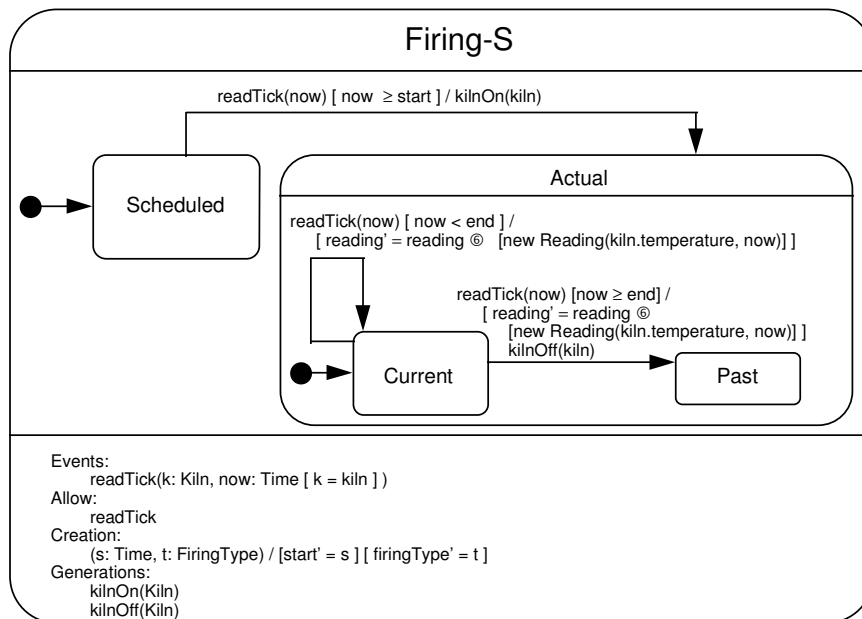 Firing-S
readTick(now) [ now ≥ start ] / kilnOn(kiln)
Scheduled
Actual
readTick(now) [ now < end ] /
[ reading’ = reading ⑥ [new Reading(kiln.temperature, now)] ]
readTick(now) [now ≥ end] /
[ reading’ = reading ⑥
[new Reading(kiln.temperature, now)] ]
kilnOff(kiln)
Current
Past
Events:
readTick(k: Kiln, now: Time [ k = kiln ] )
Allow:
readTick
Creation:
(s: Time, t: FiringType) / [start’ = s ] [ firingType’ = t ]
Generations:
kilnOn(Kiln)
kilnOff(Kiln)